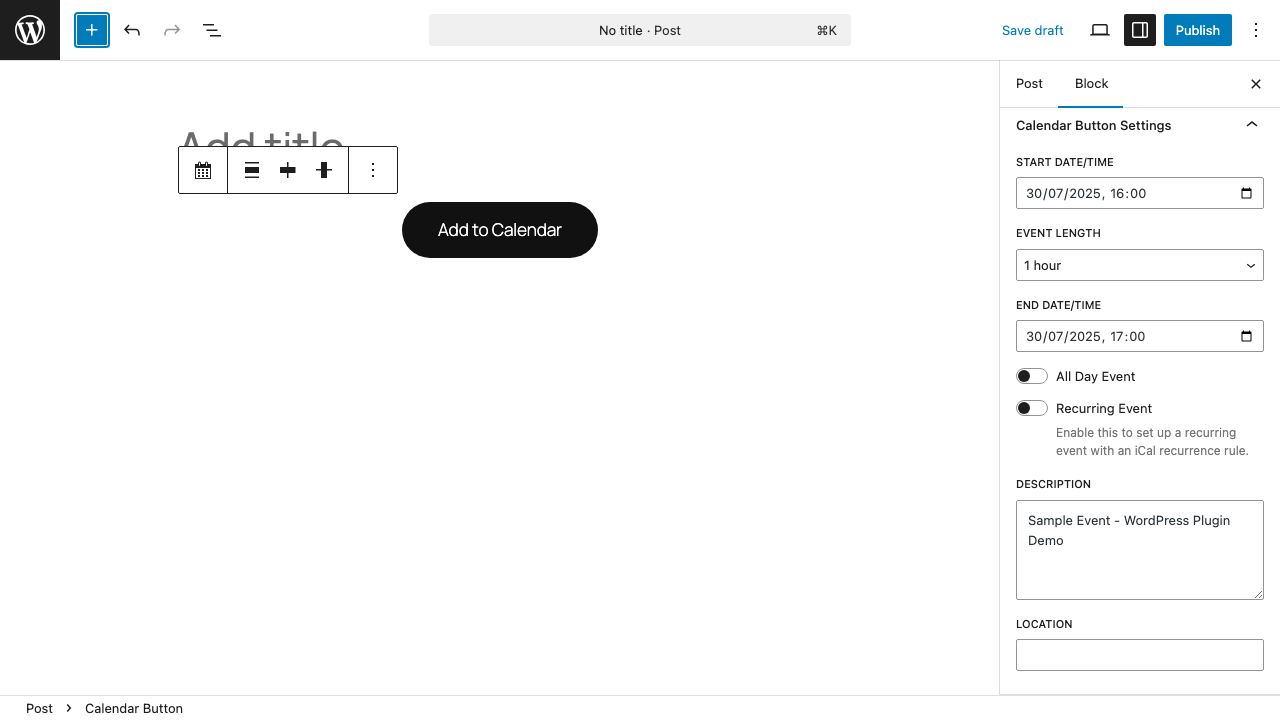 No title · Post
⌘K
Save draft
Publish
Post
Block
Add title
Add to Calendar
Calendar Button Settings
START DATE/TIME
30/07/2025, 16:00
EVENT LENGTH
1 hour
END DATE/TIME
30/07/2025, 17:00
All Day Event
Recurring Event
Enable this to set up a recurring
event with an iCal recurrence rule.
DESCRIPTION
Sample Event - WordPress Plugin
Demo
LOCATION
Post
Calendar Button